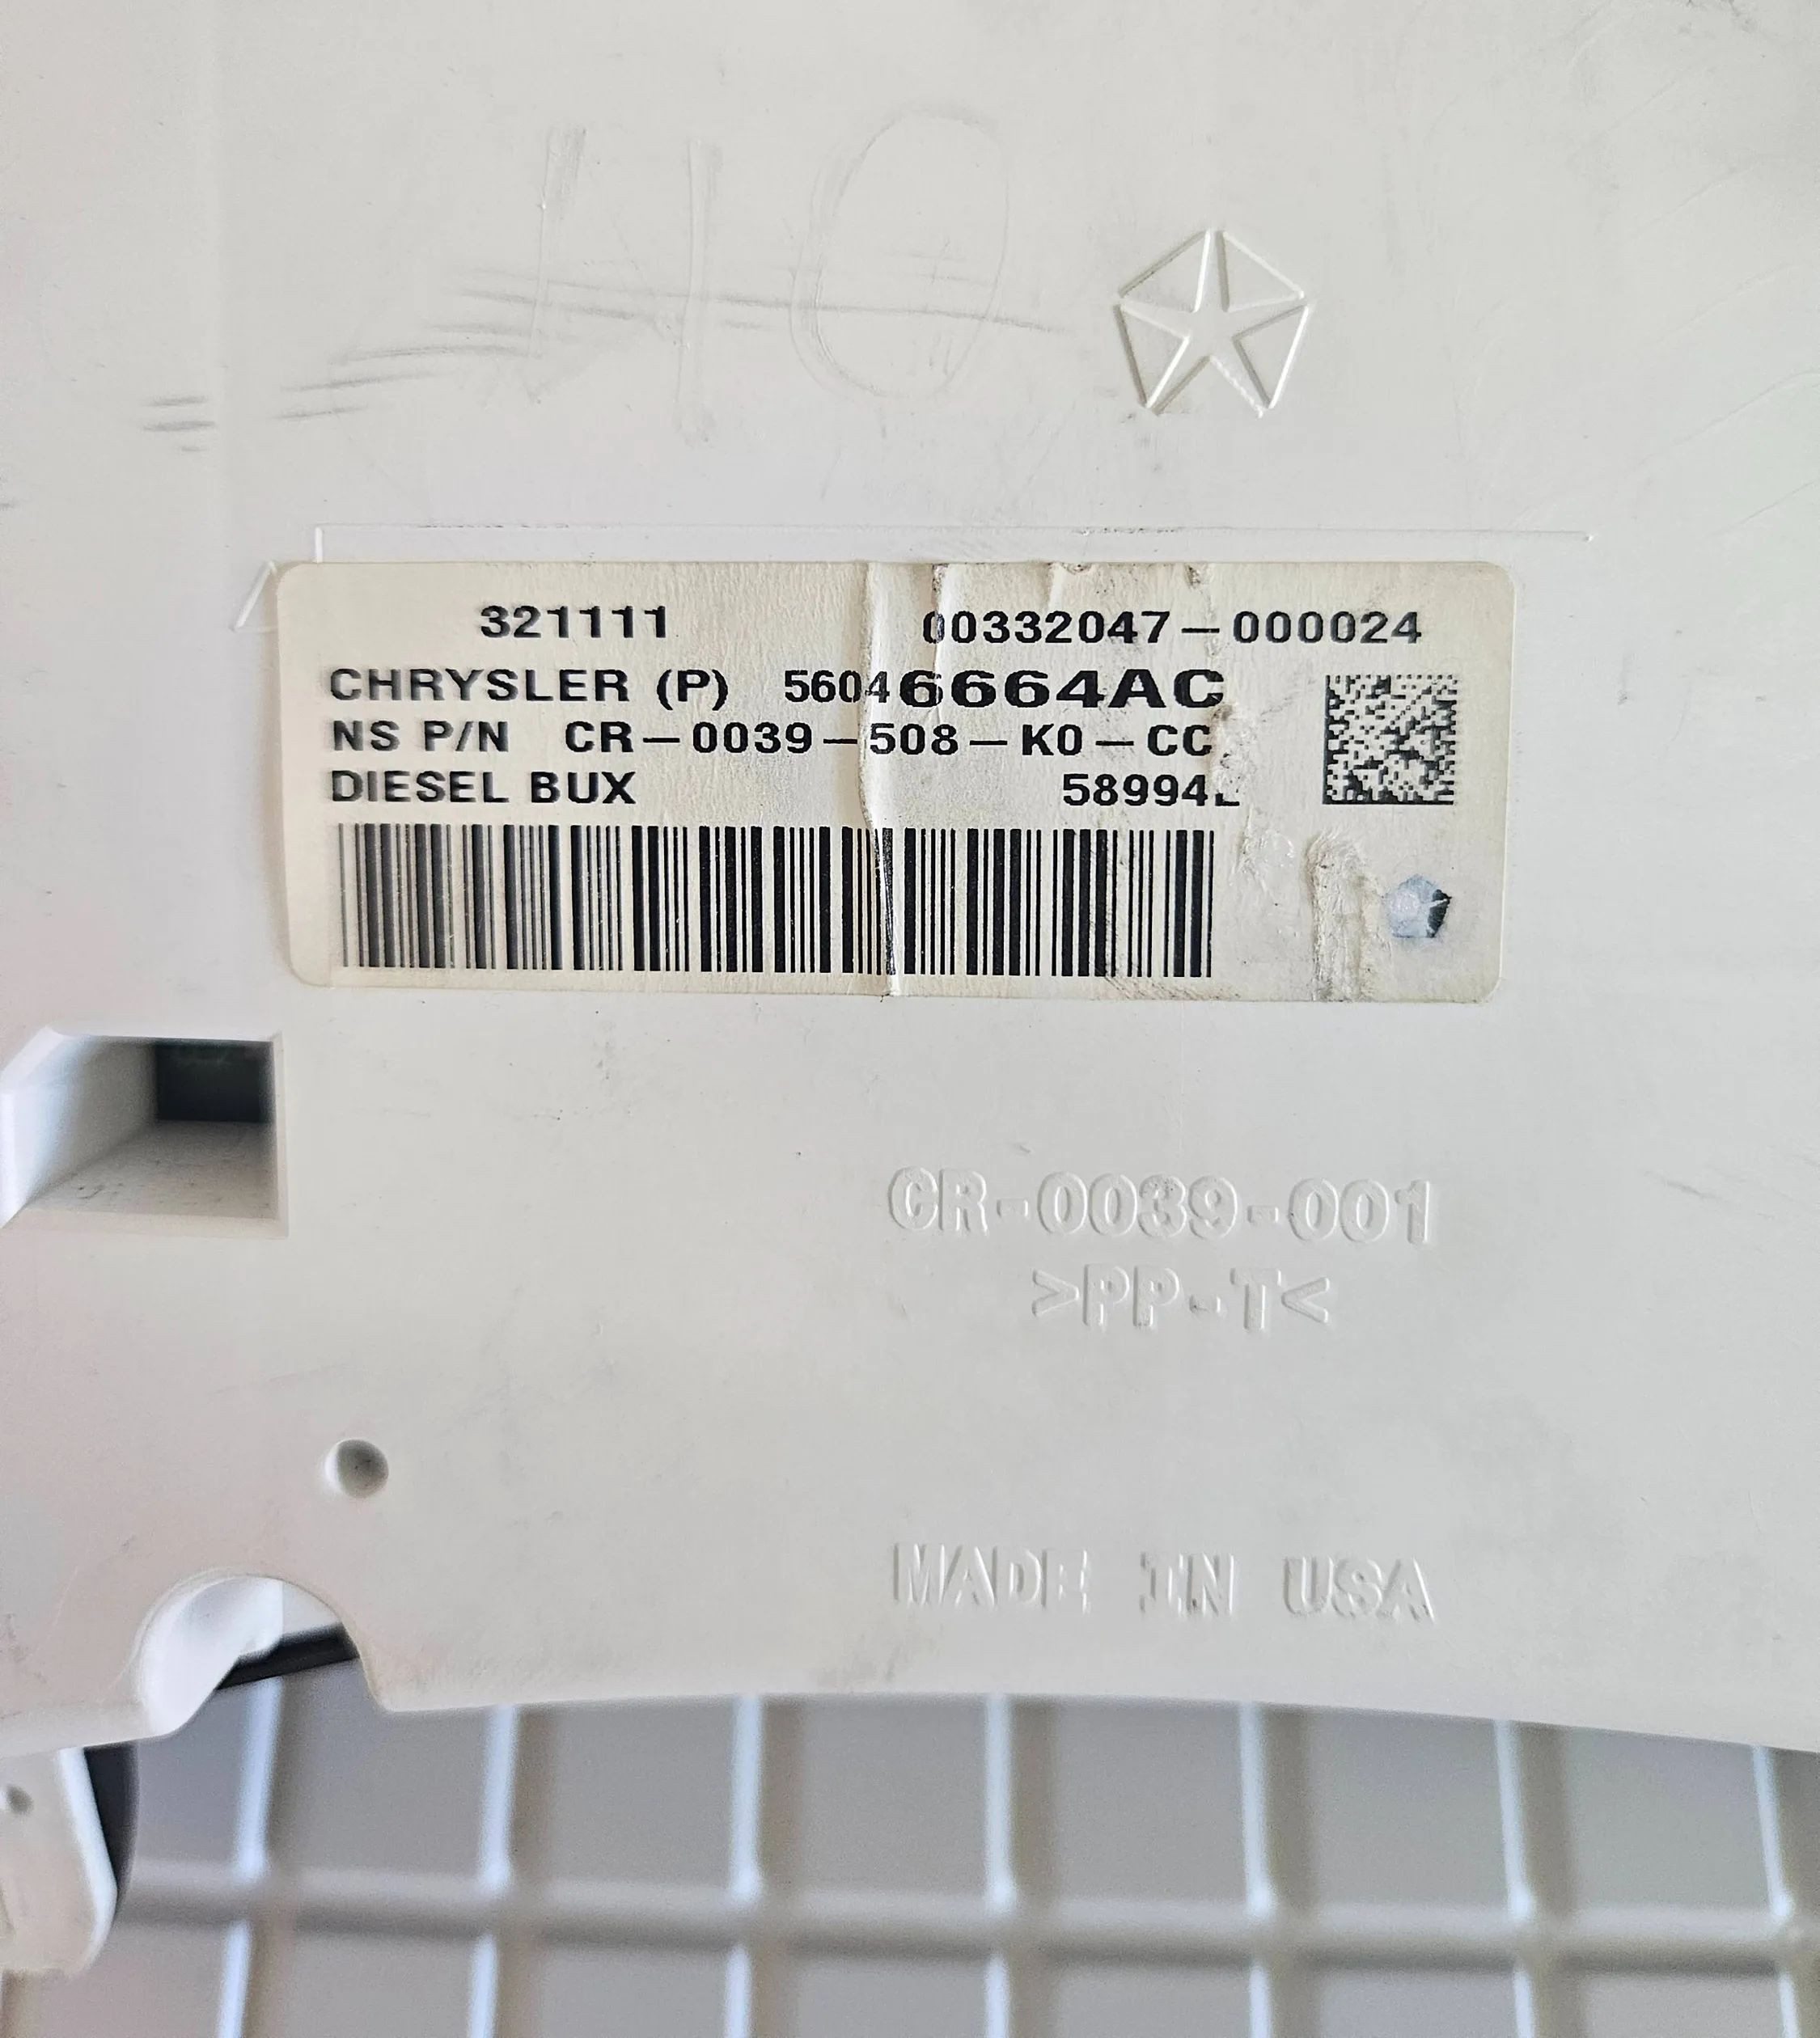 HO
321111 00332047-000024
CHRYSLER (P) 56046664AC
NS P/N CR-0039-508-K0-CC
DIESEL BUX
CR-0039-001
>PP-T<
MADE IN USA